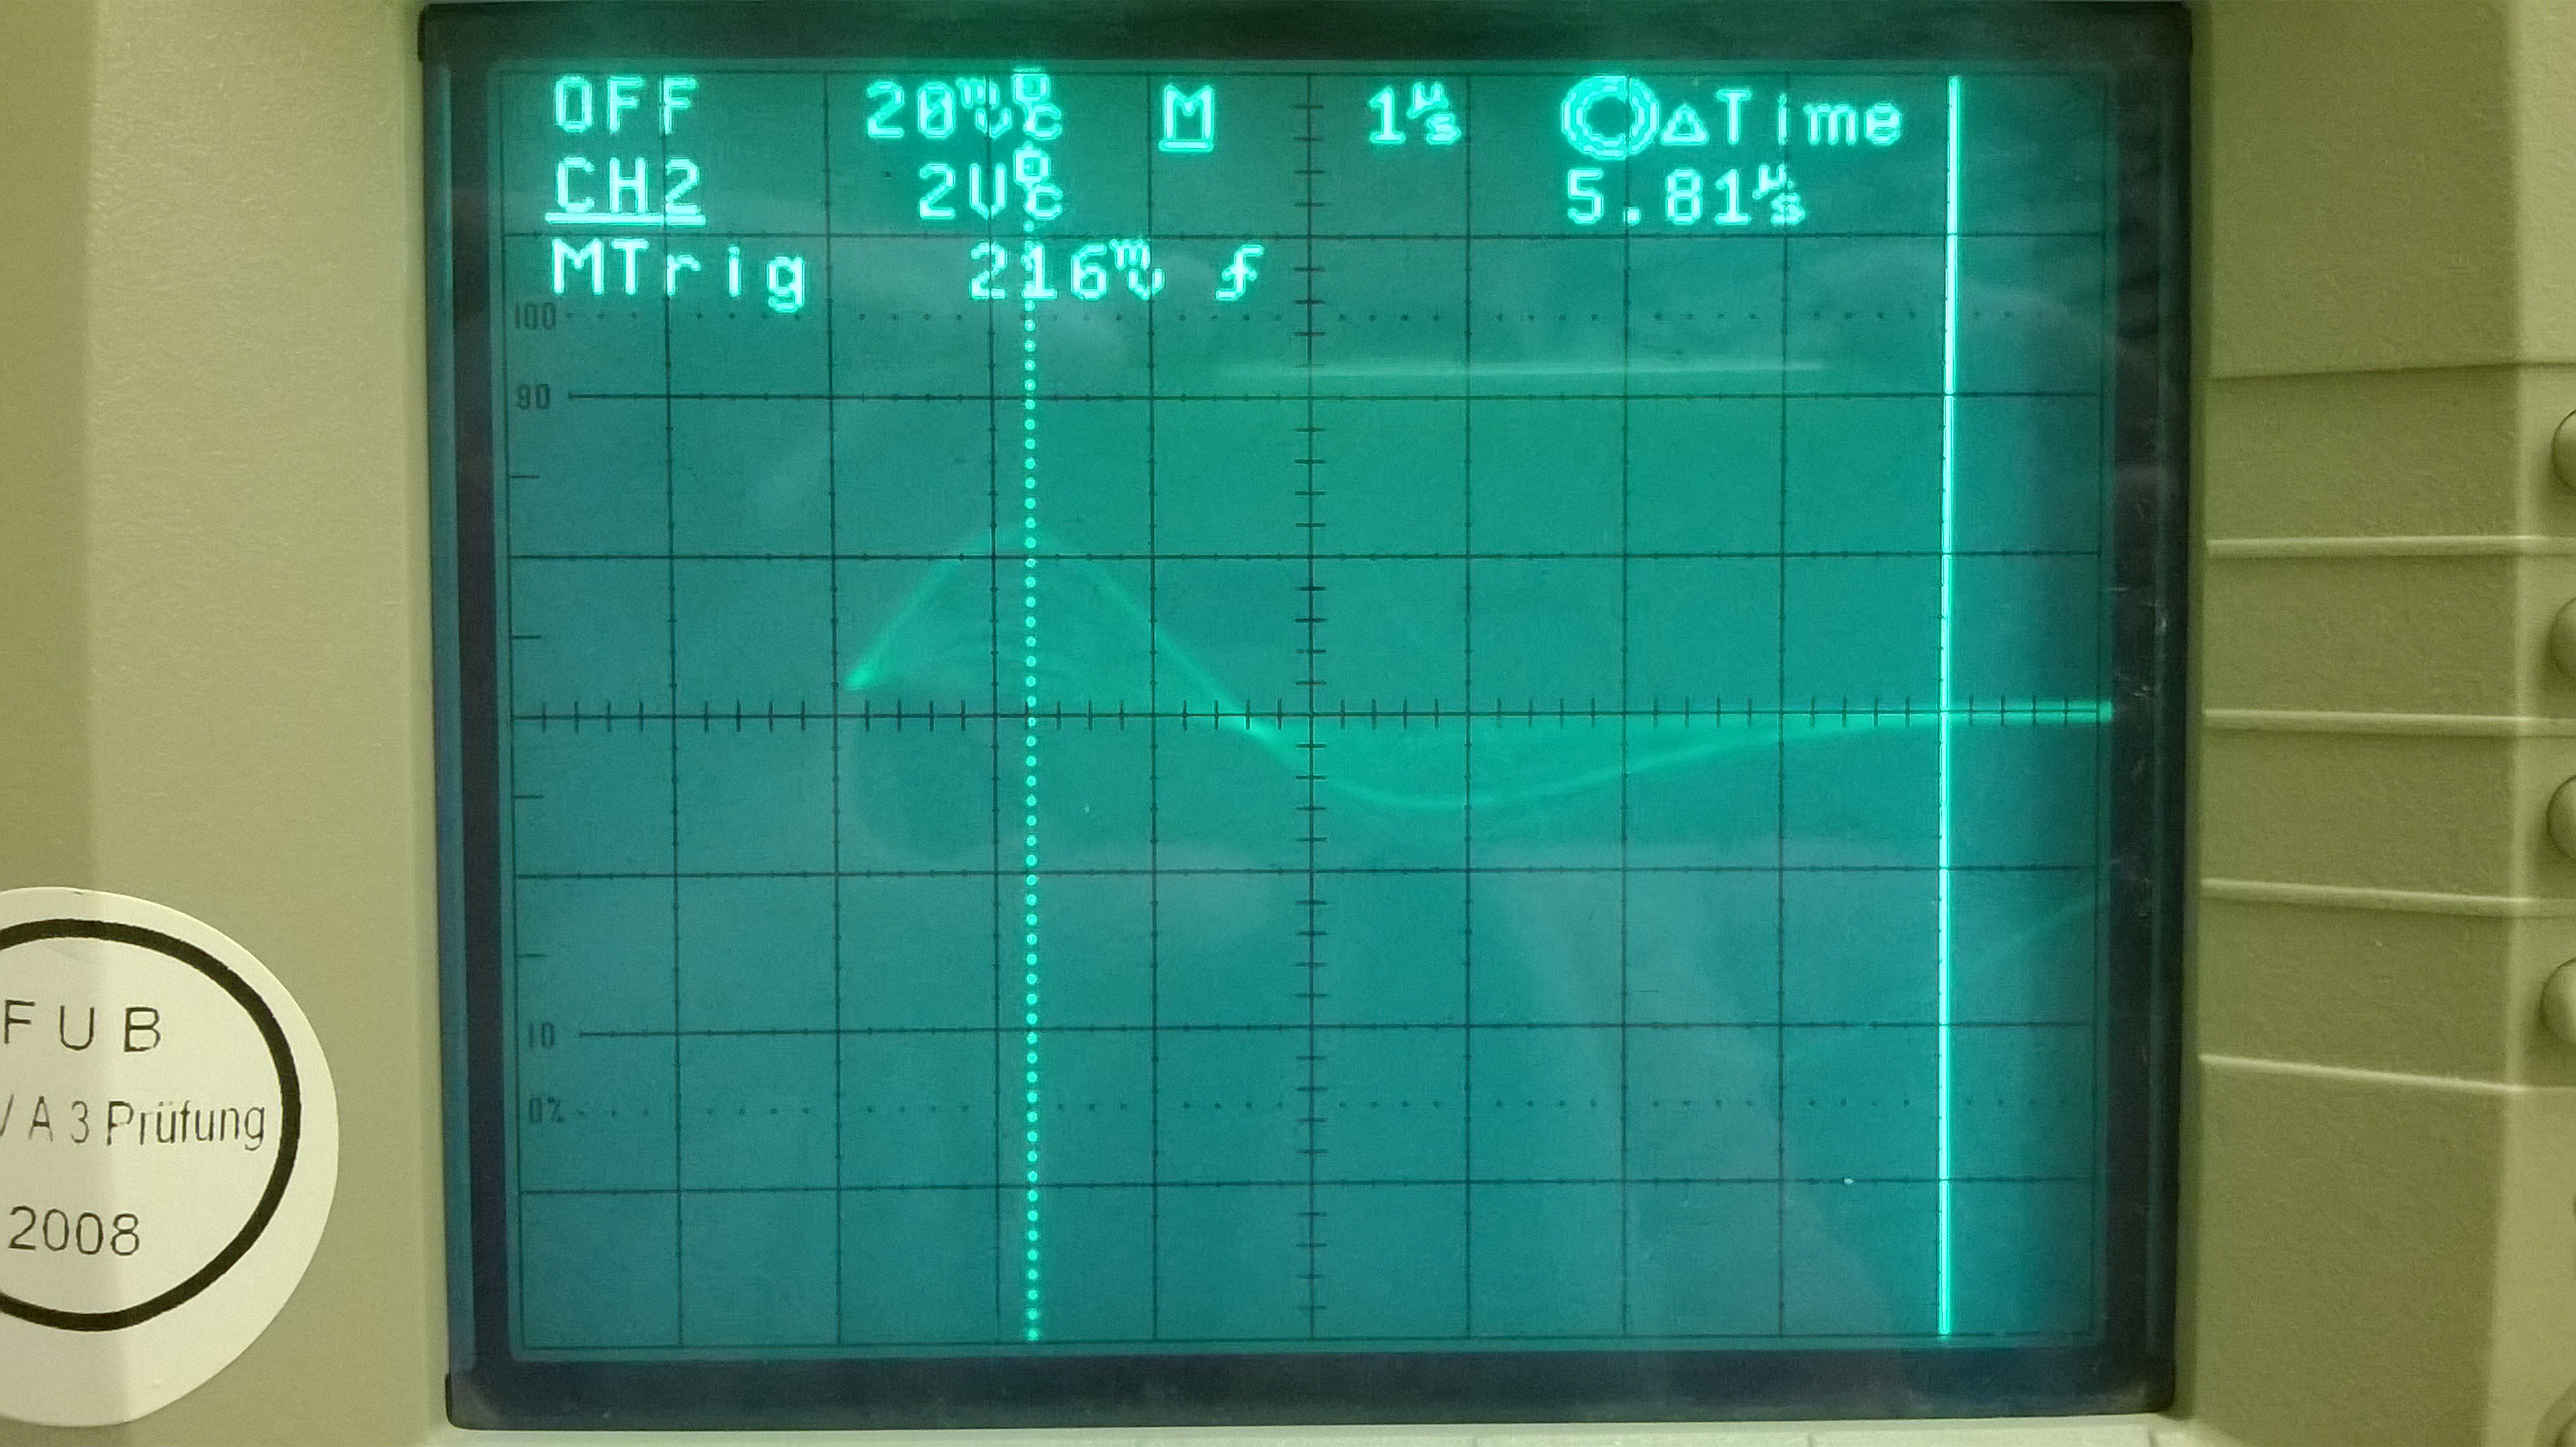 OFF 20mV DC M 1µs ΔTime
CH2 2V DC 5.81µs
MTrig 216mV
100
90
10
0%
FUB
/A 3 Prüfung
2008